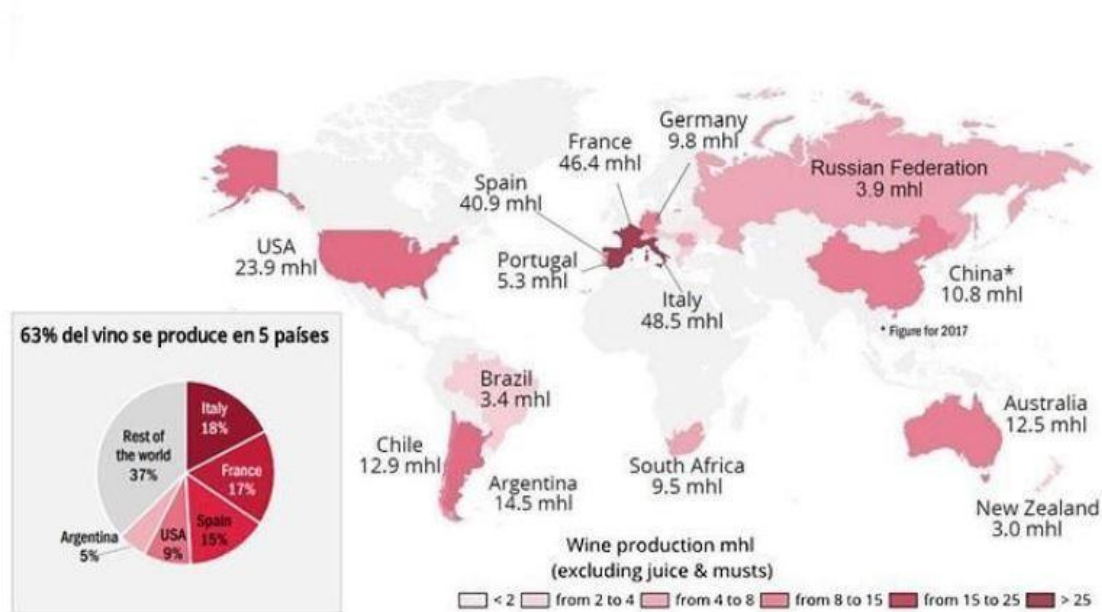 Germany
9.8 mhl
France
46.4 mhl
Russian Federation
3.9 mhl
Spain
40.9 mhl
USA
23.9 mhl
Portugal
5.3 mhl
China*
10.8 mhl
Italy
48.5 mhl
* Figure for 2017
63% del vino se produce en 5 países
Italy
18%
Rest of
the world
37%
France
17%
Spain
15%
USA
9%
Argentina
5%
Brazil
3.4 mhl
Australia
12.5 mhl
Chile
12.9 mhl
South Africa
9.5 mhl
Argentina
14.5 mhl
New Zealand
3.0 mhl
Wine production mhl
(excluding juice & musts)
< 2 from 2 to 4 from 4 to 8 from 8 to 15 from 15 to 25 > 25